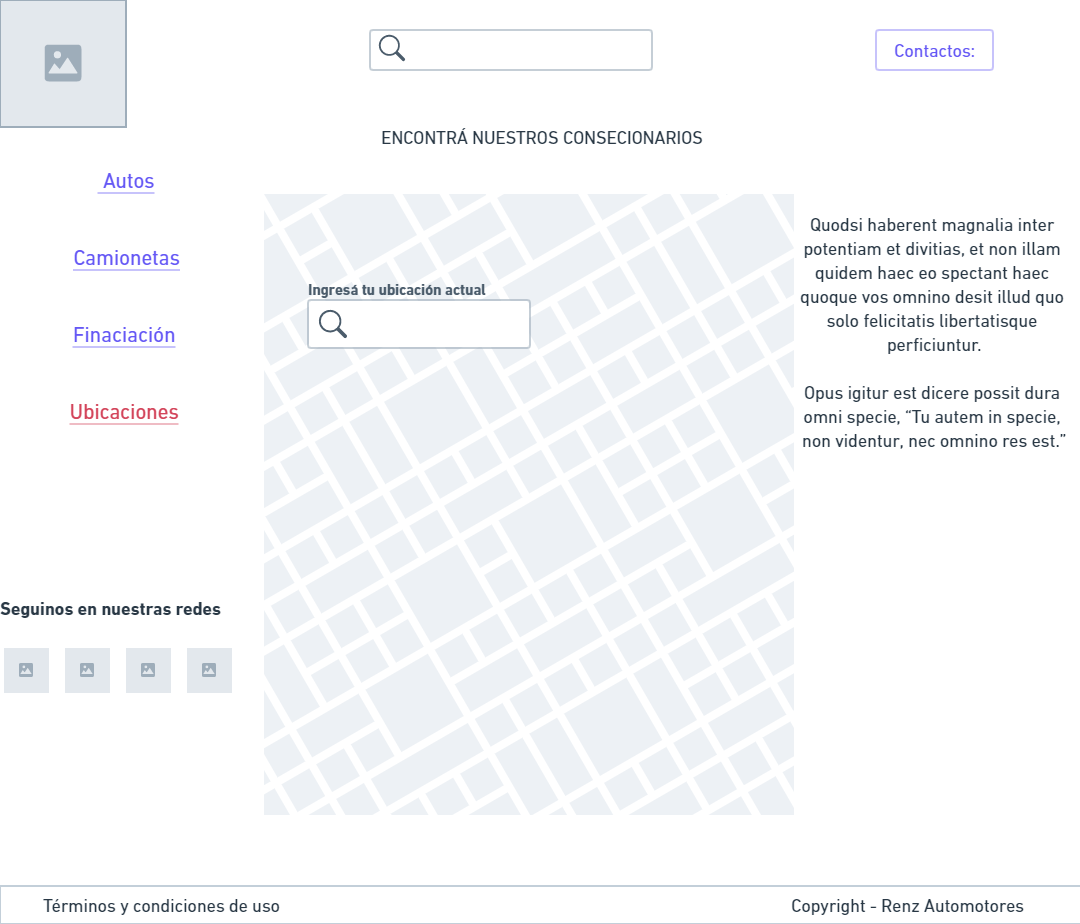 Contactos:
ENCONTRÁ NUESTROS CONSECIONARIOS
Autos
Camionetas
Finaciación
Ubicaciones
Seguinos en nuestras redes
Ingresá tu ubicación actual
Quodsi haberent magnalia inter
potentiam et divitias, et non illam
quidem haec eo spectant haec
quoque vos omnino desit illud quo
solo felicitatis libertatisque
perficiuntur.
Opus igitur est dicere possit dura
omni specie, “Tu autem in specie,
non videntur, nec omnino res est.”
Términos y condiciones de uso
Copyright - Renz Automotores